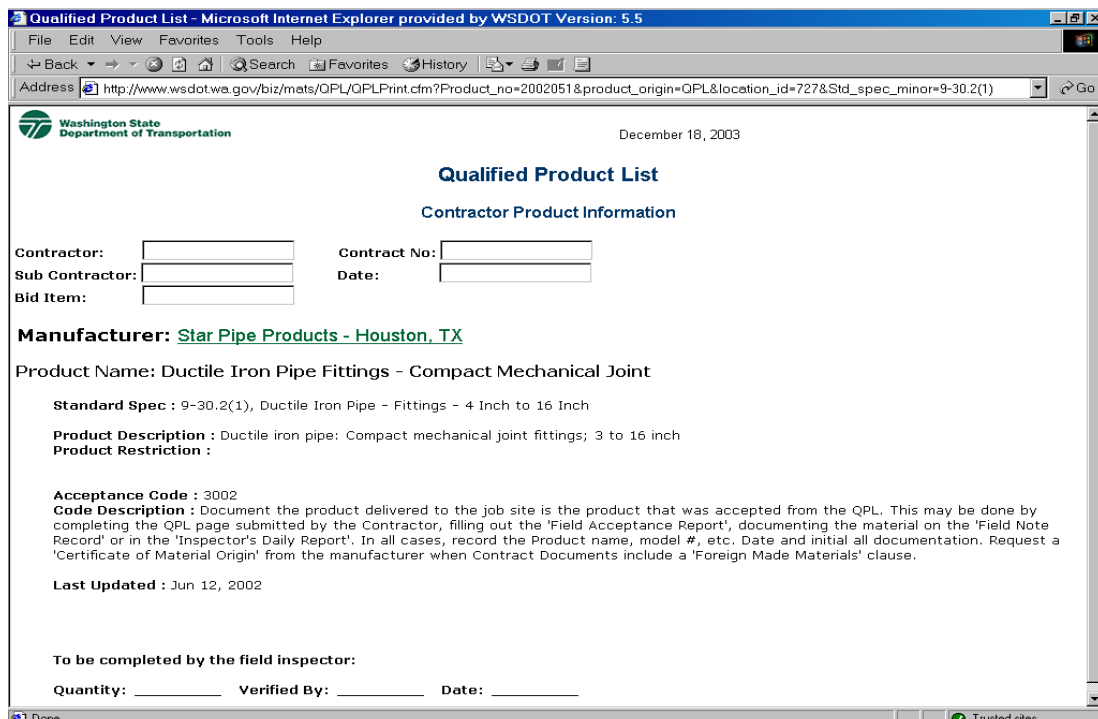 Qualified Product List - Microsoft Internet Explorer provided by WSDOT Version: 5.5
File Edit View Favorites Tools Help
Back Search Favorites History
Address http://www.wsdot.wa.gov/biz/mats/QPL/QPLPrint.cfm?Product_no=2002051&product_origin=QPL&location_id=727&Std_spec_minor=9-30.2(1) Go
Washington State
Department of Transportation
December 18, 2003
Qualified Product List
Contractor Product Information
Contractor: Contract No:
Sub Contractor: Date:
Bid Item:
Manufacturer: Star Pipe Products - Houston, TX
Product Name: Ductile Iron Pipe Fittings - Compact Mechanical Joint
Standard Spec : 9-30.2(1), Ductile Iron Pipe - Fittings - 4 Inch to 16 Inch
Product Description : Ductile iron pipe: Compact mechanical joint fittings; 3 to 16 inch
Product Restriction :
Acceptance Code : 3002
Code Description : Document the product delivered to the job site is the product that was accepted from the QPL. This may be done by
completing the QPL page submitted by the Contractor, filling out the 'Field Acceptance Report', documenting the material on the 'Field Note
Record' or in the 'Inspector's Daily Report'. In all cases, record the Product name, model #, etc. Date and initial all documentation. Request a
'Certificate of Material Origin' from the manufacturer when Contract Documents include a 'Foreign Made Materials' clause.
Last Updated : Jun 12, 2002
To be completed by the field inspector:
Quantity: __________ Verified By: __________ Date: __________
Done Trusted sites